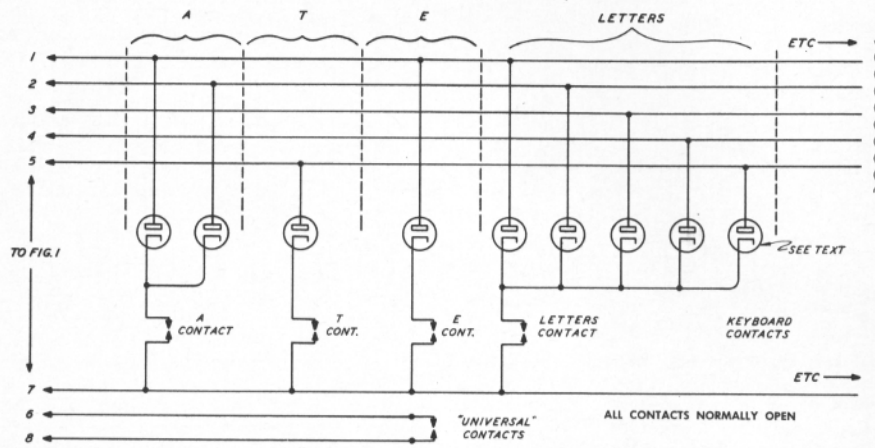 A T E LETTERS
ETC
1
2
3
4
5
TO FIG. 1
SEE TEXT
A
CONTACT
T
CONT.
E
CONT.
LETTERS
CONTACT
KEYBOARD
CONTACTS
7
ETC
6
8
"UNIVERSAL"
CONTACTS
ALL CONTACTS NORMALLY OPEN